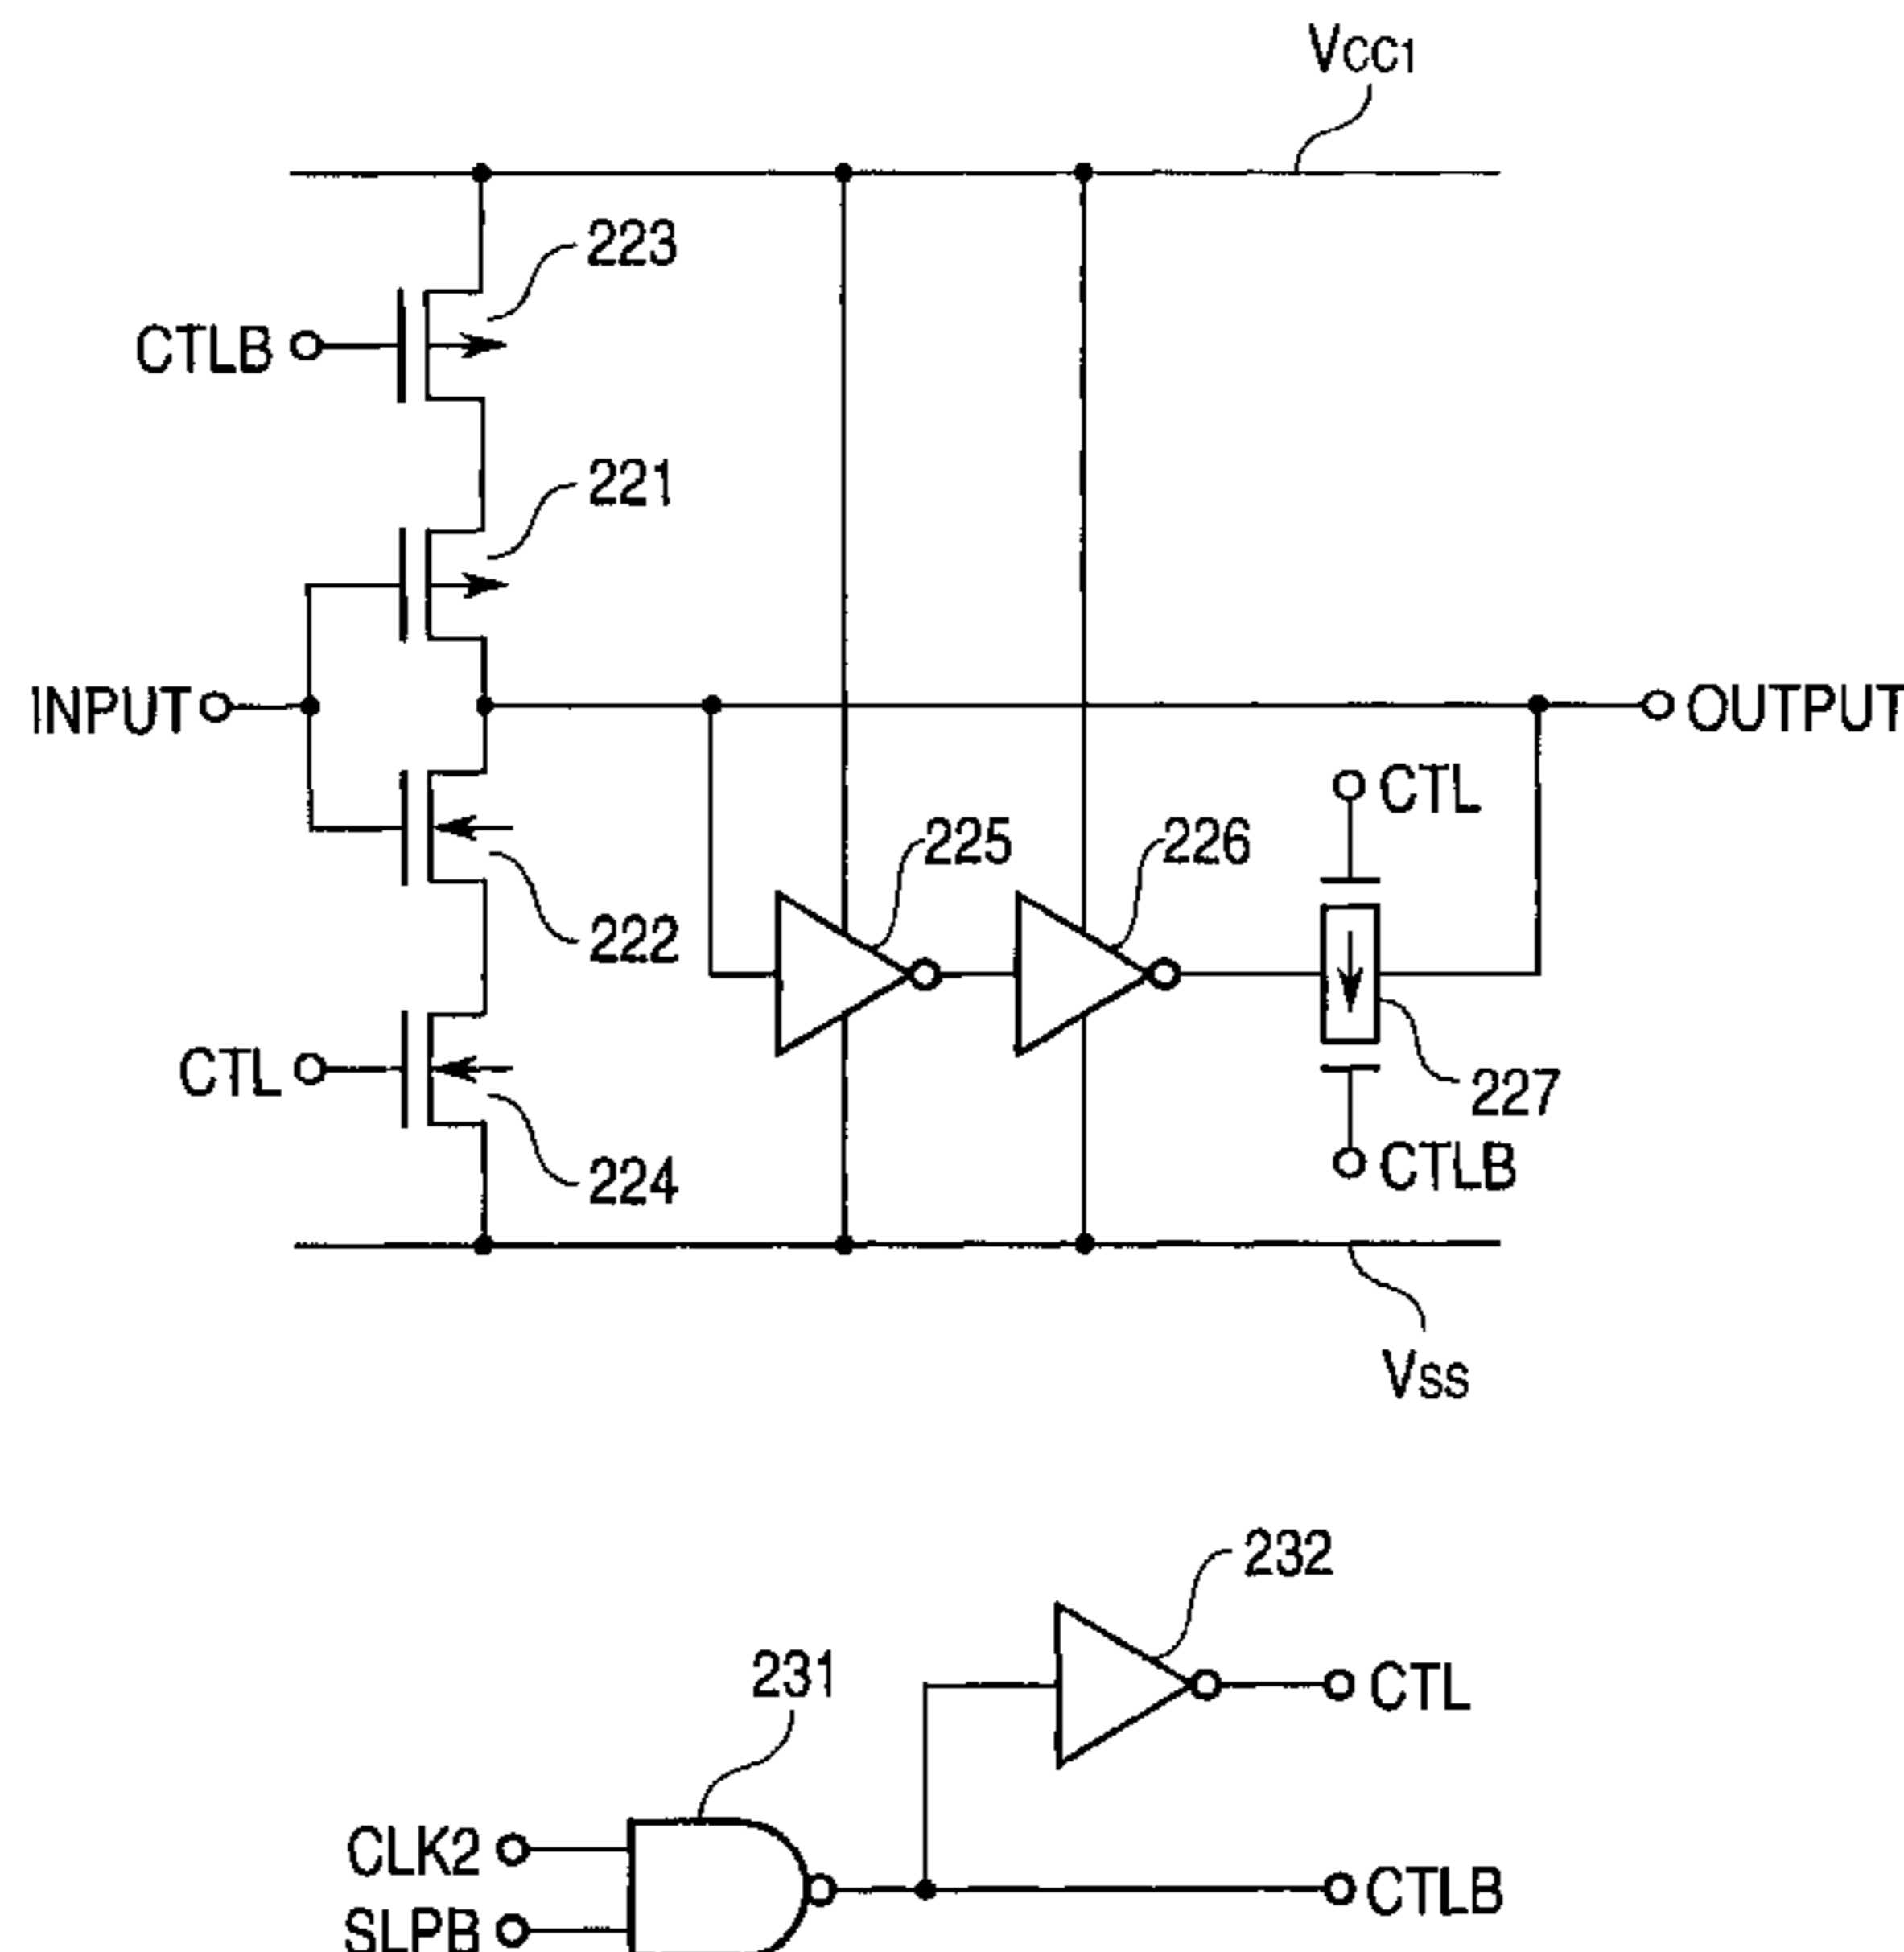 VCC1
223
CTLB
221
INPUT
OUTPUT
CTL
225
226
222
CTL
227
CTLB
224
VSS
232
231
CTL
CLK2
CTLB
SLPB